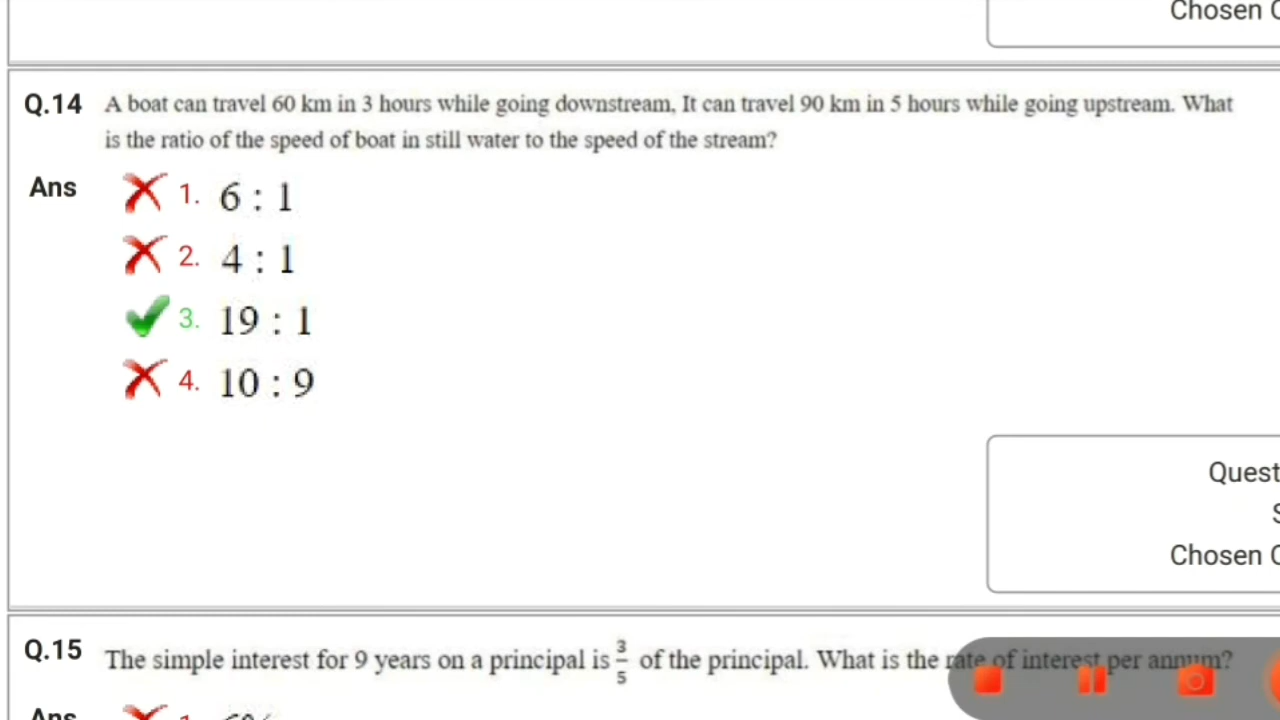 Chosen
Q.14 A boat can travel 60 km in 3 hours while going downstream, It can travel 90 km in 5 hours while going upstream. What
is the ratio of the speed of boat in still water to the speed of the stream?
Ans 1. 6 : 1
2. 4 : 1
3. 19 : 1
4. 10 : 9
Quest
Chosen
Q.15 The simple interest for 9 years on a principal is 3/5 of the principal. What is the rate of interest per annum?
Ans 1.